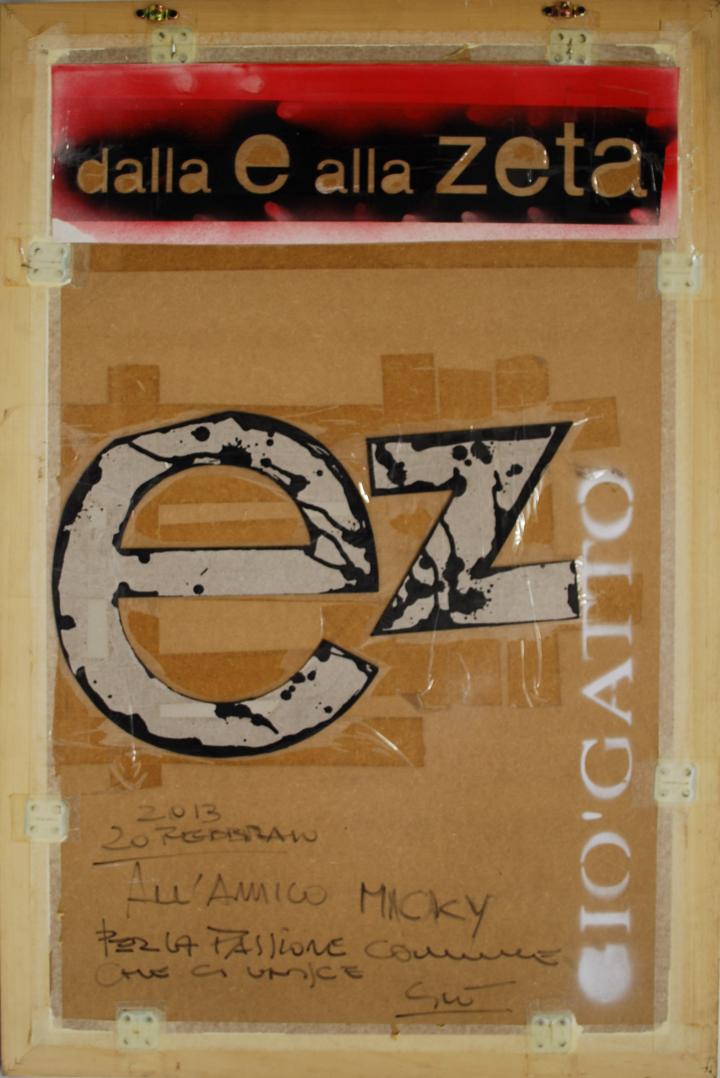 dalla e alla zeta
ez
GIO'GATTO
2013
20 FEBBRAIO
ALL'AMICO MICKY
PER LA PASSIONE COMUNE
CHE CI UNISCE
Giò